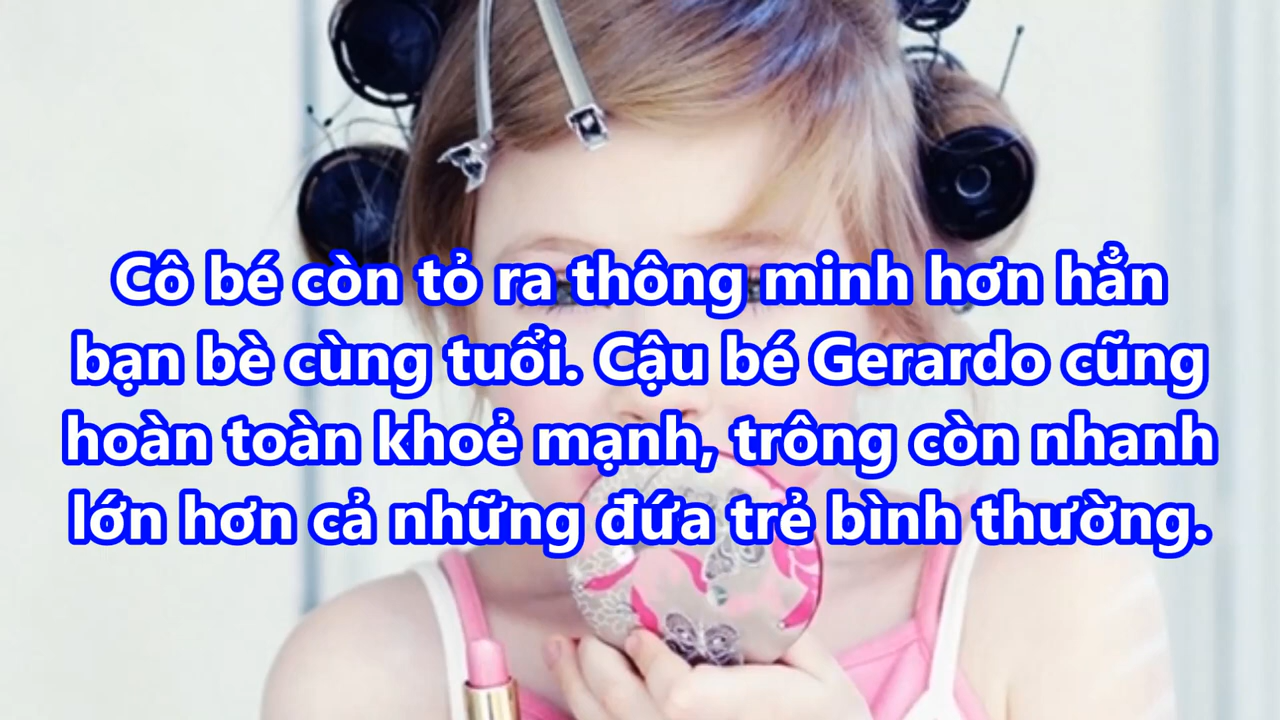 Cô bé còn tỏ ra thông minh hơn hẳn
bạn bè cùng tuổi. Cậu bé Gerardo cũng
hoàn toàn khoẻ mạnh, trông còn nhanh
lớn hơn cả những đứa trẻ bình thường.